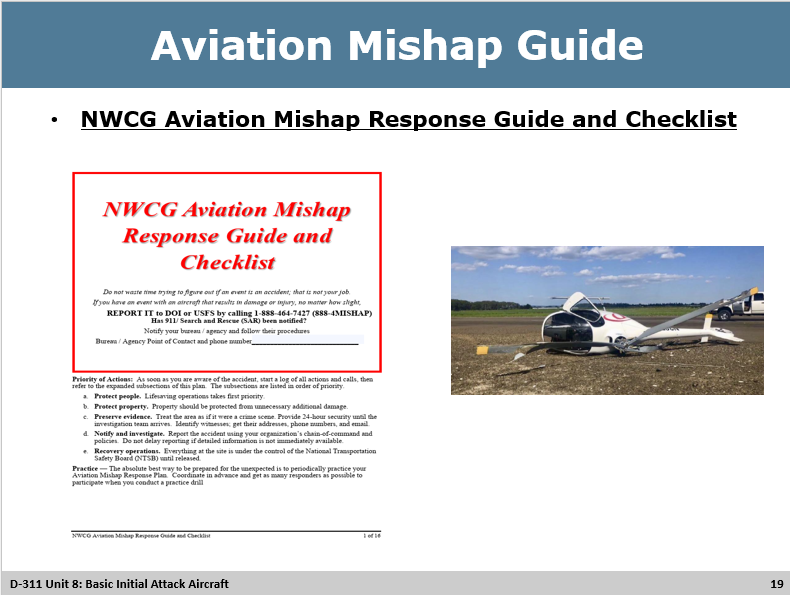 Aviation Mishap Guide
• NWCG Aviation Mishap Response Guide and Checklist
NWCG Aviation Mishap
Response Guide and
Checklist
Do not waste time trying to figure out if an event is an accident; that is not your job.
If you have an event with an aircraft that results in damage or injury, no matter how slight,
REPORT IT to DOI or USFS by calling 1-888-464-7427 (888-4MISHAP)
Has 911/ Search and Rescue (SAR) been notified?
Notify your bureau / agency and follow their procedures
Bureau / Agency Point of Contact and phone number
Priority of Actions: As soon as you are aware of the accident, start a log of all actions and calls, then
refer to the expanded subsections of this plan. The subsections are listed in order of priority.
a. Protect people. Lifesaving operations takes first priority.
b. Protect property. Property should be protected from unnecessary additional damage.
c. Preserve evidence. Treat the area as if it were a crime scene. Provide 24-hour security until the
investigation team arrives. Identify witnesses; get their addresses, phone numbers, and email.
d. Notify and investigate. Report the accident using your organization's chain-of-command and
policies. Do not delay reporting if detailed information is not immediately available.
e. Recovery operations. Everything at the site is under the control of the National Transportation
Safety Board (NTSB) until released.
Practice — The absolute best way to be prepared for the unexpected is to periodically practice your
Aviation Mishap Response Plan. Coordinate in advance and get as many responders as possible to
participate when you conduct a practice drill
NWCG Aviation Mishap Response Guide and Checklist 1 of 16
D-311 Unit 8: Basic Initial Attack Aircraft 19